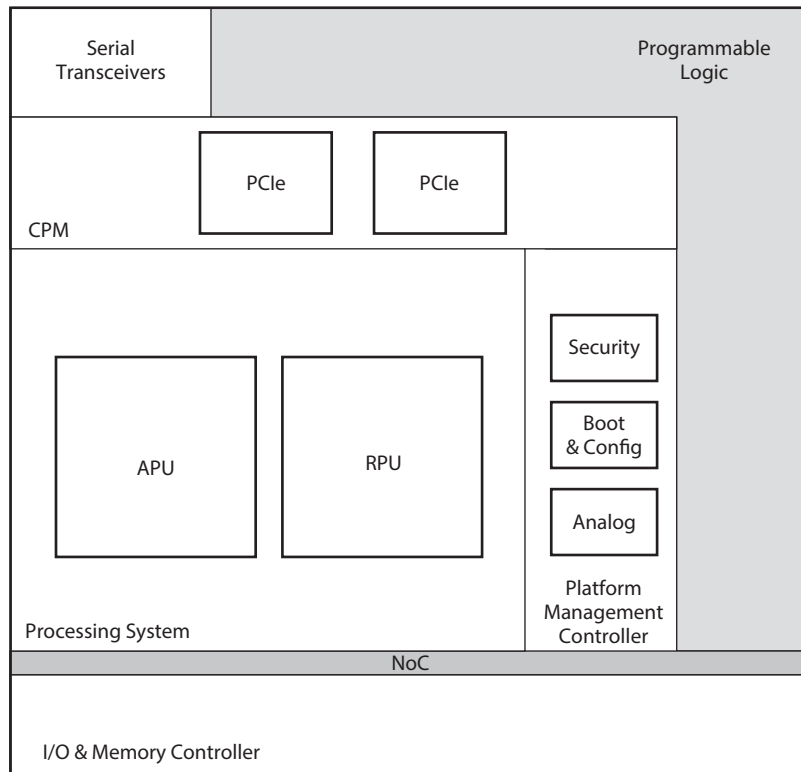 Serial
Transceivers
Programmable
Logic
PCIe
PCIe
CPM
Security
Boot
& Config
Analog
APU
RPU
Platform
Management
Controller
Processing System
NoC
I/O & Memory Controller